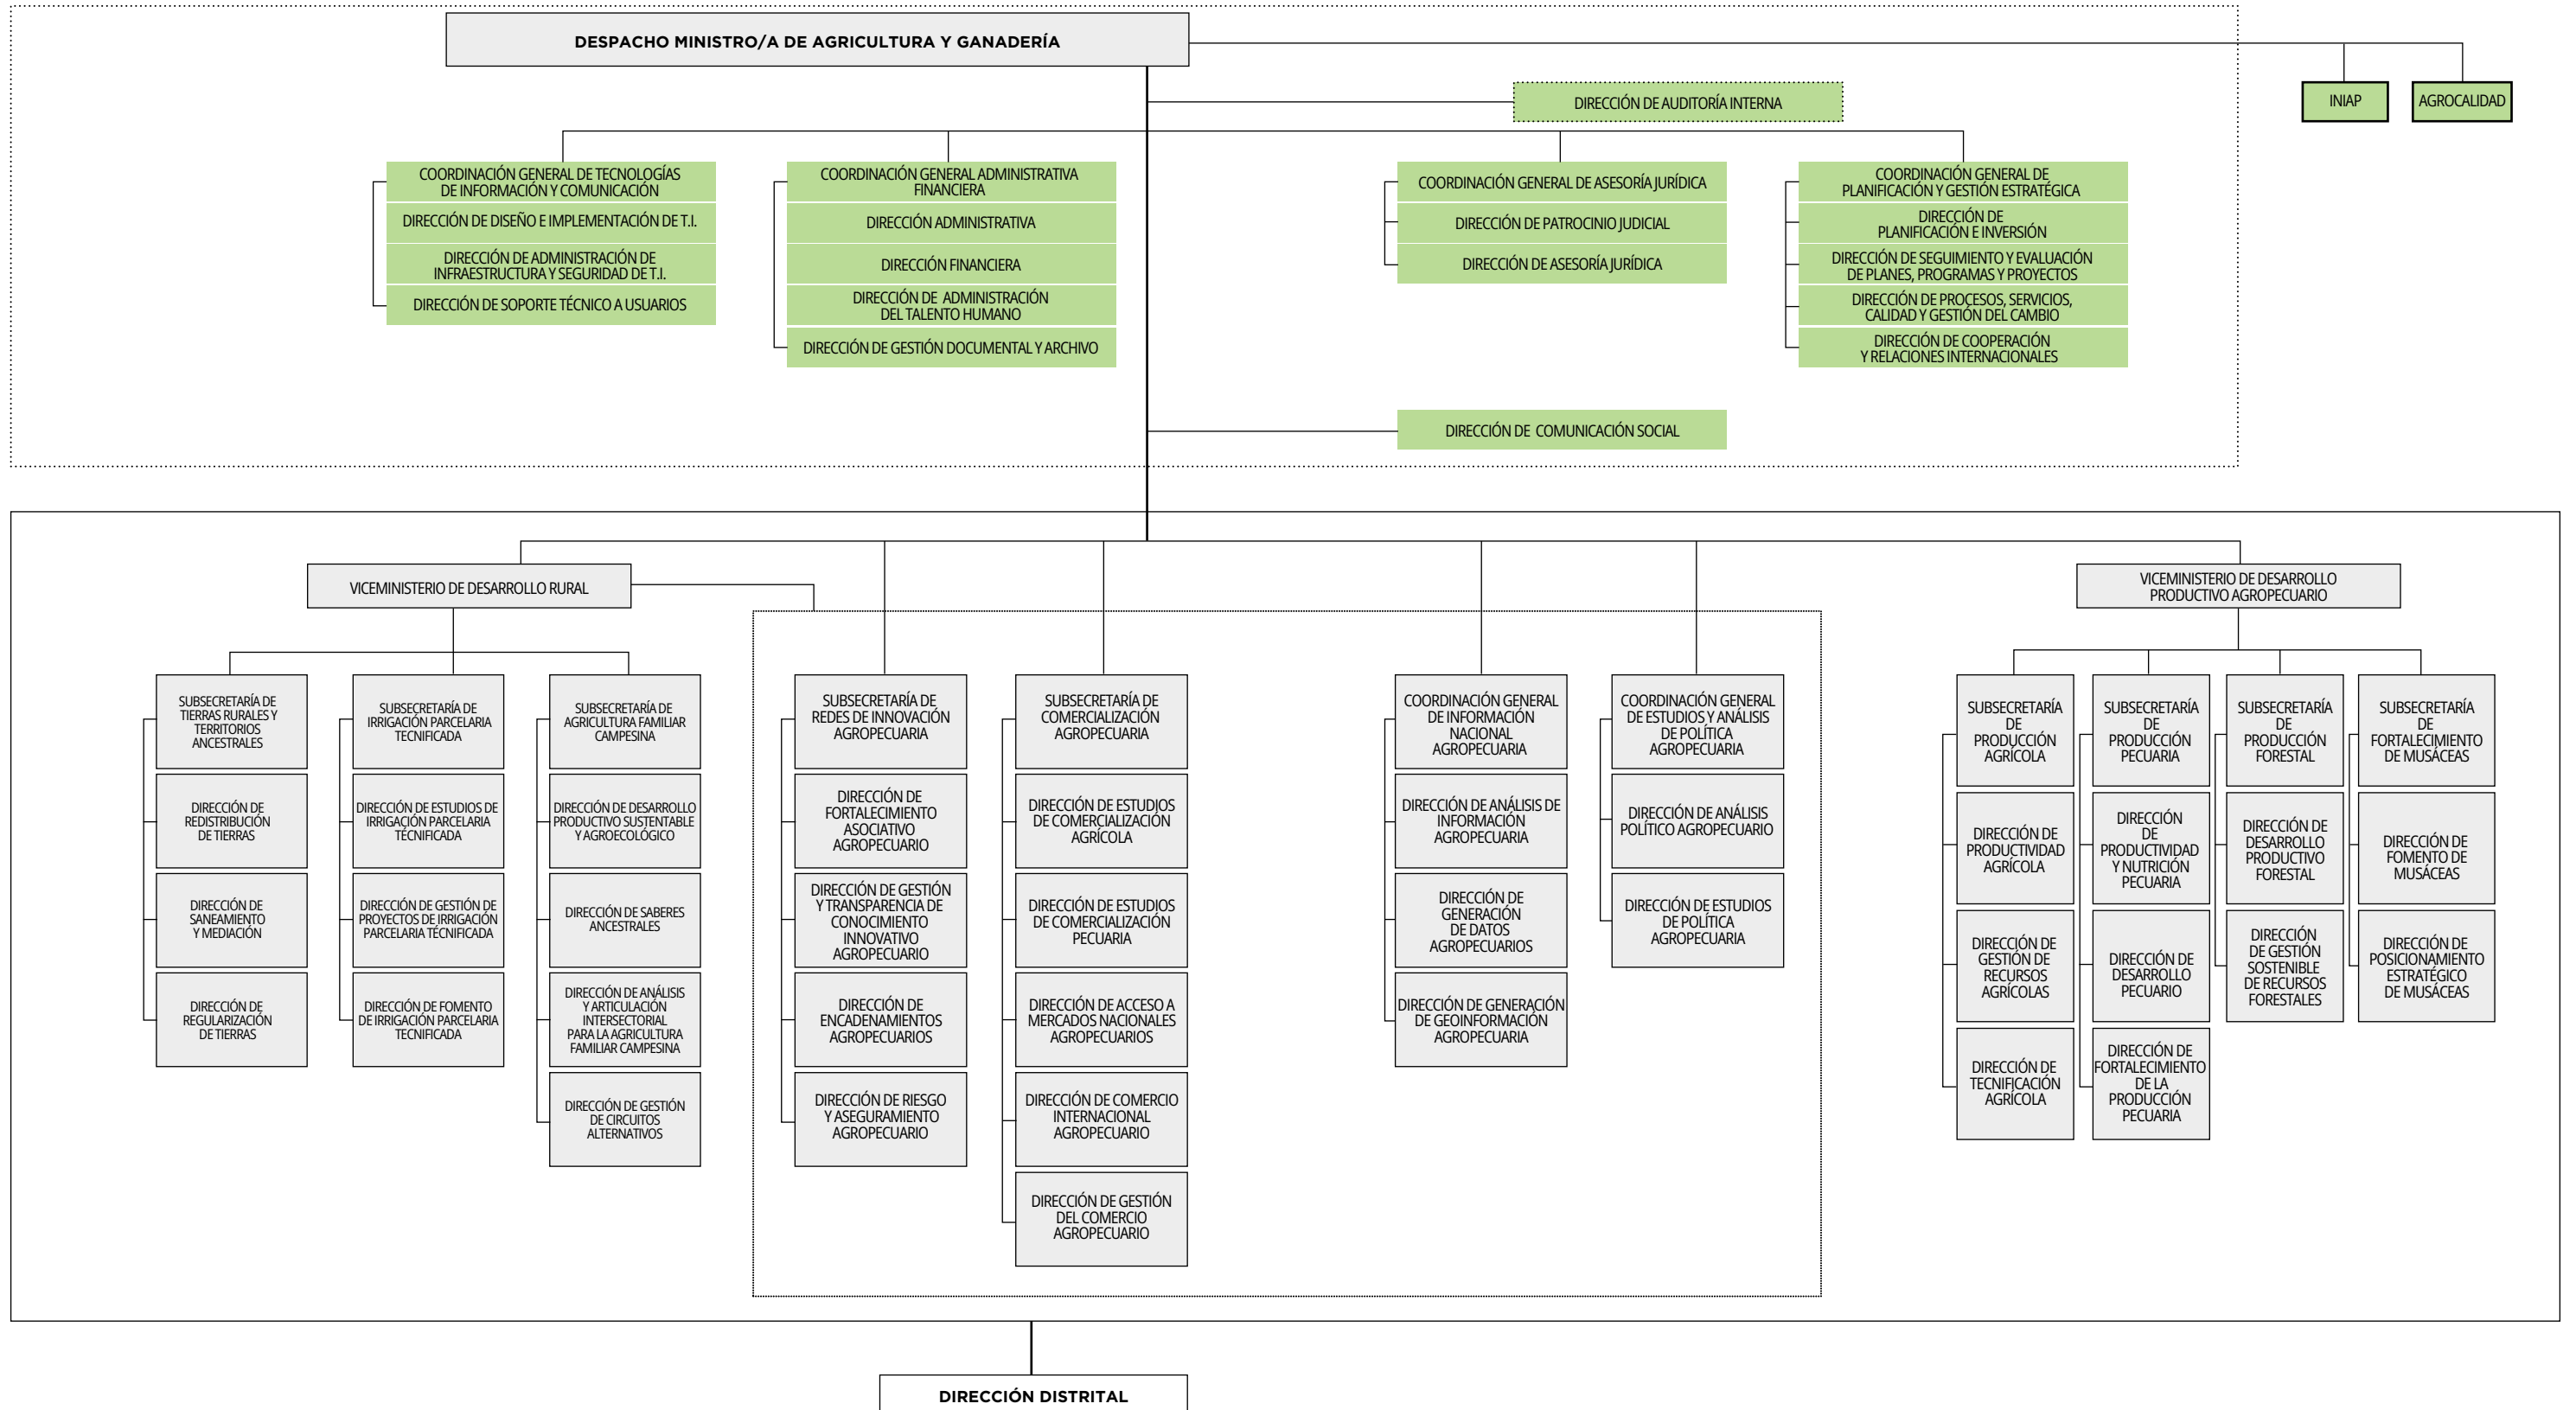 DESPACHO MINISTRO/A DE AGRICULTURA Y GANADERÍA
DIRECCIÓN DE AUDITORÍA INTERNA
INIAP
AGROCALIDAD
COORDINACIÓN GENERAL DE TECNOLOGÍAS
DE INFORMACIÓN Y COMUNICACIÓN
DIRECCIÓN DE DISEÑO E IMPLEMENTACIÓN DE T.I.
DIRECCIÓN DE ADMINISTRACIÓN DE
INFRAESTRUCTURA Y SEGURIDAD DE T.I.
DIRECCIÓN DE SOPORTE TÉCNICO A USUARIOS
COORDINACIÓN GENERAL ADMINISTRATIVA
FINANCIERA
DIRECCIÓN ADMINISTRATIVA
DIRECCIÓN FINANCIERA
DIRECCIÓN DE ADMINISTRACIÓN
DEL TALENTO HUMANO
DIRECCIÓN DE GESTIÓN DOCUMENTAL Y ARCHIVO
COORDINACIÓN GENERAL DE ASESORÍA JURÍDICA
DIRECCIÓN DE PATROCINIO JUDICIAL
DIRECCIÓN DE ASESORÍA JURÍDICA
COORDINACIÓN GENERAL DE
PLANIFICACIÓN Y GESTIÓN ESTRATÉGICA
DIRECCIÓN DE
PLANIFICACIÓN E INVERSIÓN
DIRECCIÓN DE SEGUIMIENTO Y EVALUACIÓN
DE PLANES, PROGRAMAS Y PROYECTOS
DIRECCIÓN DE PROCESOS, SERVICIOS,
CALIDAD Y GESTIÓN DEL CAMBIO
DIRECCIÓN DE COOPERACIÓN
Y RELACIONES INTERNACIONALES
DIRECCIÓN DE COMUNICACIÓN SOCIAL
VICEMINISTERIO DE DESARROLLO RURAL
VICEMINISTERIO DE DESARROLLO
PRODUCTIVO AGROPECUARIO
SUBSECRETARÍA DE
TIERRAS RURALES Y
TERRITORIOS
ANCESTRALES
DIRECCIÓN DE
REDISTRIBUCIÓN
DE TIERRAS
DIRECCIÓN DE
SANEAMIENTO
Y MEDIACIÓN
DIRECCIÓN DE
REGULARIZACIÓN
DE TIERRAS
SUBSECRETARÍA DE
IRRIGACIÓN PARCELARIA
TECNIFICADA
DIRECCIÓN DE ESTUDIOS DE
IRRIGACIÓN PARCELARIA
TECNIFICADA
DIRECCIÓN DE GESTIÓN DE
PROYECTOS DE IRRIGACIÓN
PARCELARIA TECNIFICADA
DIRECCIÓN DE FOMENTO
DE IRRIGACIÓN PARCELARIA
TECNIFICADA
SUBSECRETARÍA DE
AGRICULTURA FAMILIAR
CAMPESINA
DIRECCIÓN DE DESARROLLO
PRODUCTIVO SUSTENTABLE
Y AGROECOLÓGICO
DIRECCIÓN DE SABERES
ANCESTRALES
DIRECCIÓN DE ANÁLISIS
Y ARTICULACIÓN
INTERSECTORIAL
PARA LA AGRICULTURA
FAMILIAR CAMPESINA
DIRECCIÓN DE GESTIÓN
DE CIRCUITOS
ALTERNATIVOS
SUBSECRETARÍA DE
REDES DE INNOVACIÓN
AGROPECUARIA
DIRECCIÓN DE
FORTALECIMIENTO
ASOCIATIVO
AGROPECUARIO
DIRECCIÓN DE GESTIÓN
Y TRANSPARENCIA DE
CONOCIMIENTO
INNOVATIVO
AGROPECUARIO
DIRECCIÓN DE
ENCADENAMIENTOS
AGROPECUARIOS
DIRECCIÓN DE RIESGO
Y ASEGURAMIENTO
AGROPECUARIO
SUBSECRETARÍA DE
COMERCIALIZACIÓN
AGROPECUARIA
DIRECCIÓN DE ESTUDIOS
DE COMERCIALIZACIÓN
AGRÍCOLA
DIRECCIÓN DE ESTUDIOS
DE COMERCIALIZACIÓN
PECUARIA
DIRECCIÓN DE ACCESO A
MERCADOS NACIONALES
AGROPECUARIOS
DIRECCIÓN DE COMERCIO
INTERNACIONAL
AGROPECUARIO
DIRECCIÓN DE GESTIÓN
DEL COMERCIO
AGROPECUARIO
COORDINACIÓN GENERAL
DE INFORMACIÓN
NACIONAL
AGROPECUARIA
DIRECCIÓN DE ANÁLISIS DE
INFORMACIÓN
AGROPECUARIA
DIRECCIÓN DE
GENERACIÓN
DE DATOS
AGROPECUARIOS
DIRECCIÓN DE GENERACIÓN
DE GEOINFORMACIÓN
AGROPECUARIA
COORDINACIÓN GENERAL
DE ESTUDIOS Y ANÁLISIS
DE POLÍTICA
AGROPECUARIA
DIRECCIÓN DE ANÁLISIS
POLÍTICO AGROPECUARIO
DIRECCIÓN DE ESTUDIOS
DE POLÍTICA
AGROPECUARIA
SUBSECRETARÍA
DE
PRODUCCIÓN
AGRÍCOLA
DIRECCIÓN DE
PRODUCTIVIDAD
AGRÍCOLA
DIRECCIÓN DE
GESTIÓN DE
RECURSOS
AGRÍCOLAS
DIRECCIÓN DE
TECNIFICACIÓN
AGRÍCOLA
SUBSECRETARÍA
DE
PRODUCCIÓN
PECUARIA
DIRECCIÓN
DE
PRODUCTIVIDAD
Y NUTRICIÓN
PECUARIA
DIRECCIÓN DE
DESARROLLO
PECUARIO
DIRECCIÓN DE
FORTALECIMIENTO
DE LA
PRODUCCIÓN
PECUARIA
SUBSECRETARÍA
DE
PRODUCCIÓN
FORESTAL
DIRECCIÓN DE
DESARROLLO
PRODUCTIVO
FORESTAL
DIRECCIÓN
DE GESTIÓN
SOSTENIBLE
DE RECURSOS
FORESTALES
SUBSECRETARÍA
DE
FORTALECIMIENTO
DE MUSÁCEAS
DIRECCIÓN DE
FOMENTO DE
MUSÁCEAS
DIRECCIÓN DE
POSICIONAMIENTO
ESTRATÉGICO
DE MUSÁCEAS
DIRECCIÓN DISTRITAL